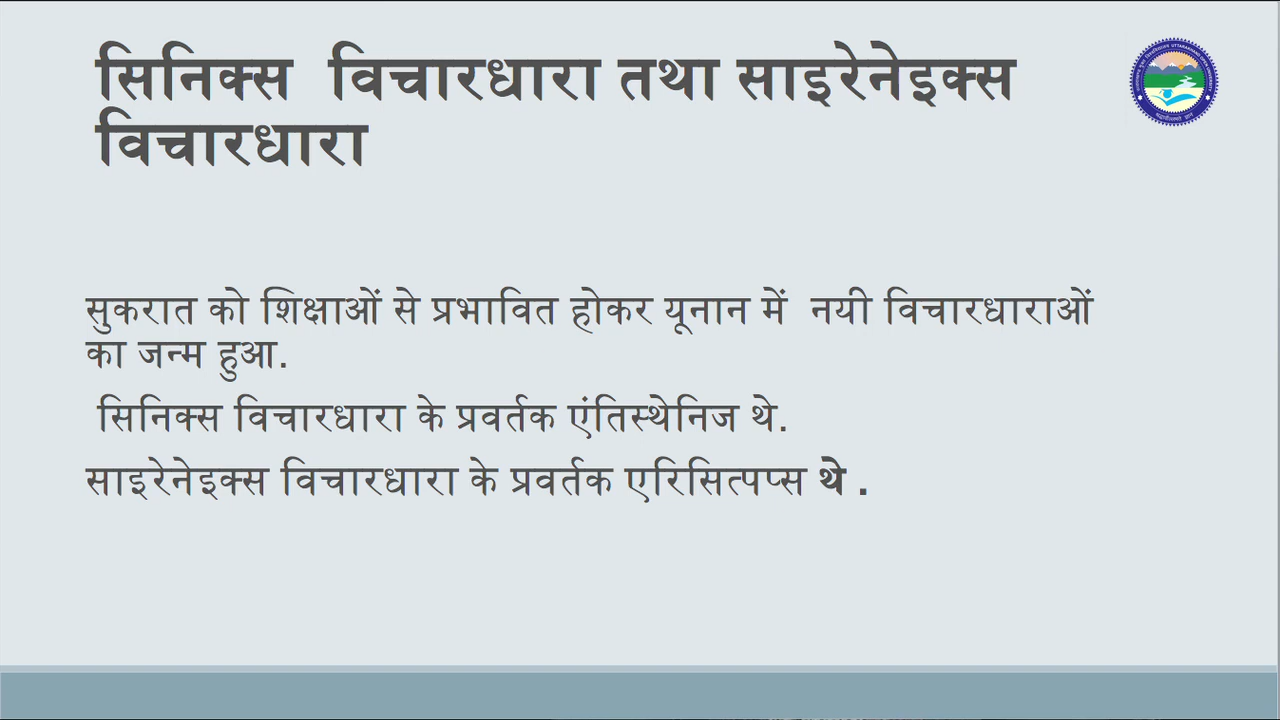 सिनिक्स विचारधारा तथा साइरेनेइक्स
विचारधारा
सुकरात को शिक्षाओं से प्रभावित होकर यूनान में नयी विचारधाराओं
का जन्म हुआ.
सिनिक्स विचारधारा के प्रवर्तक एंतिस्थेनिज थे.
साइरेनेइक्स विचारधारा के प्रवर्तक एरिसित्पप्स थे .